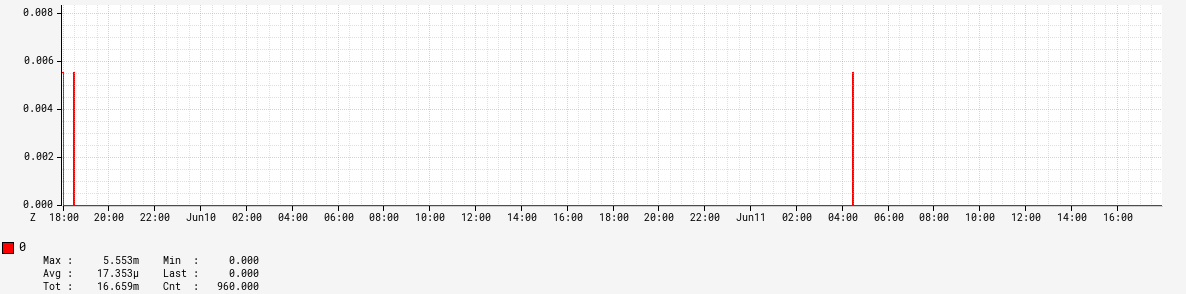 0.008
0.006
0.004
0.002
0.000
Z 18:00 20:00 22:00 Jun10 02:00 04:00 06:00 08:00 10:00 12:00 14:00 16:00 18:00 20:00 22:00 Jun11 02:00 04:00 06:00 08:00 10:00 12:00 14:00 16:00
0
Max : 5.553m Min : 0.000
Avg : 17.353µ Last : 0.000
Tot : 16.659m Cnt : 960.000